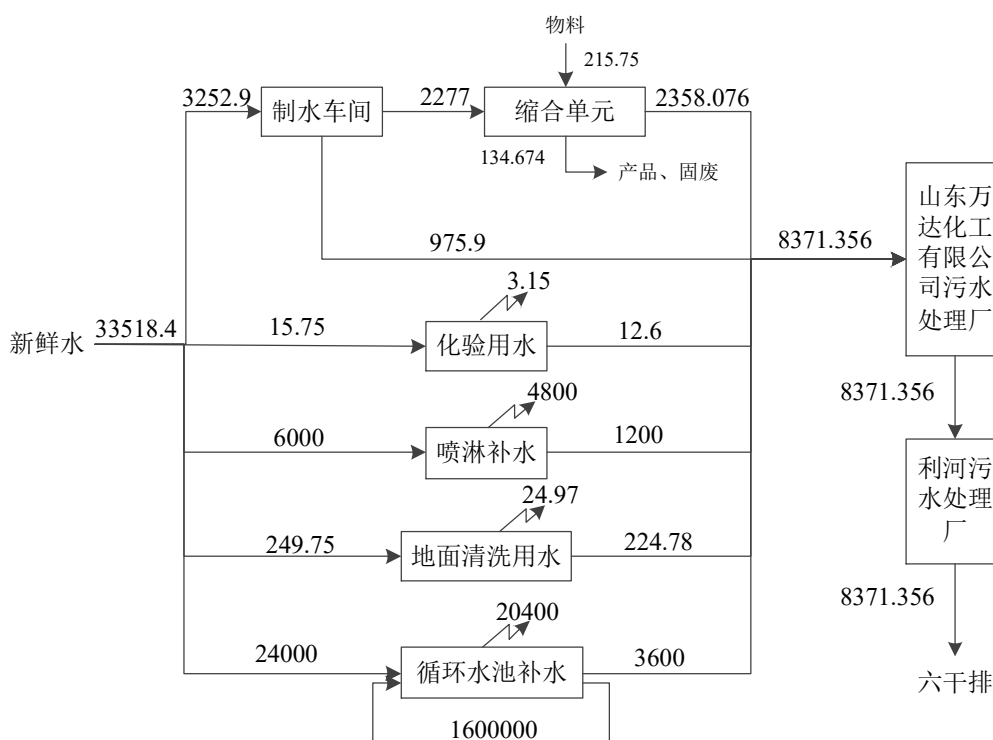 物料
215.75
3252.9
制水车间
2277
缩合单元
2358.076
134.674
产品、固废
975.9
8371.356
山东万
达化工
有限公
司污水
处理厂
3.15
新鲜水
33518.4
15.75
化验用水
12.6
8371.356
4800
6000
喷淋补水
1200
利河污
水处理
厂
24.97
249.75
地面清洗用水
224.78
8371.356
20400
24000
循环水池补水
3600
六干排
1600000